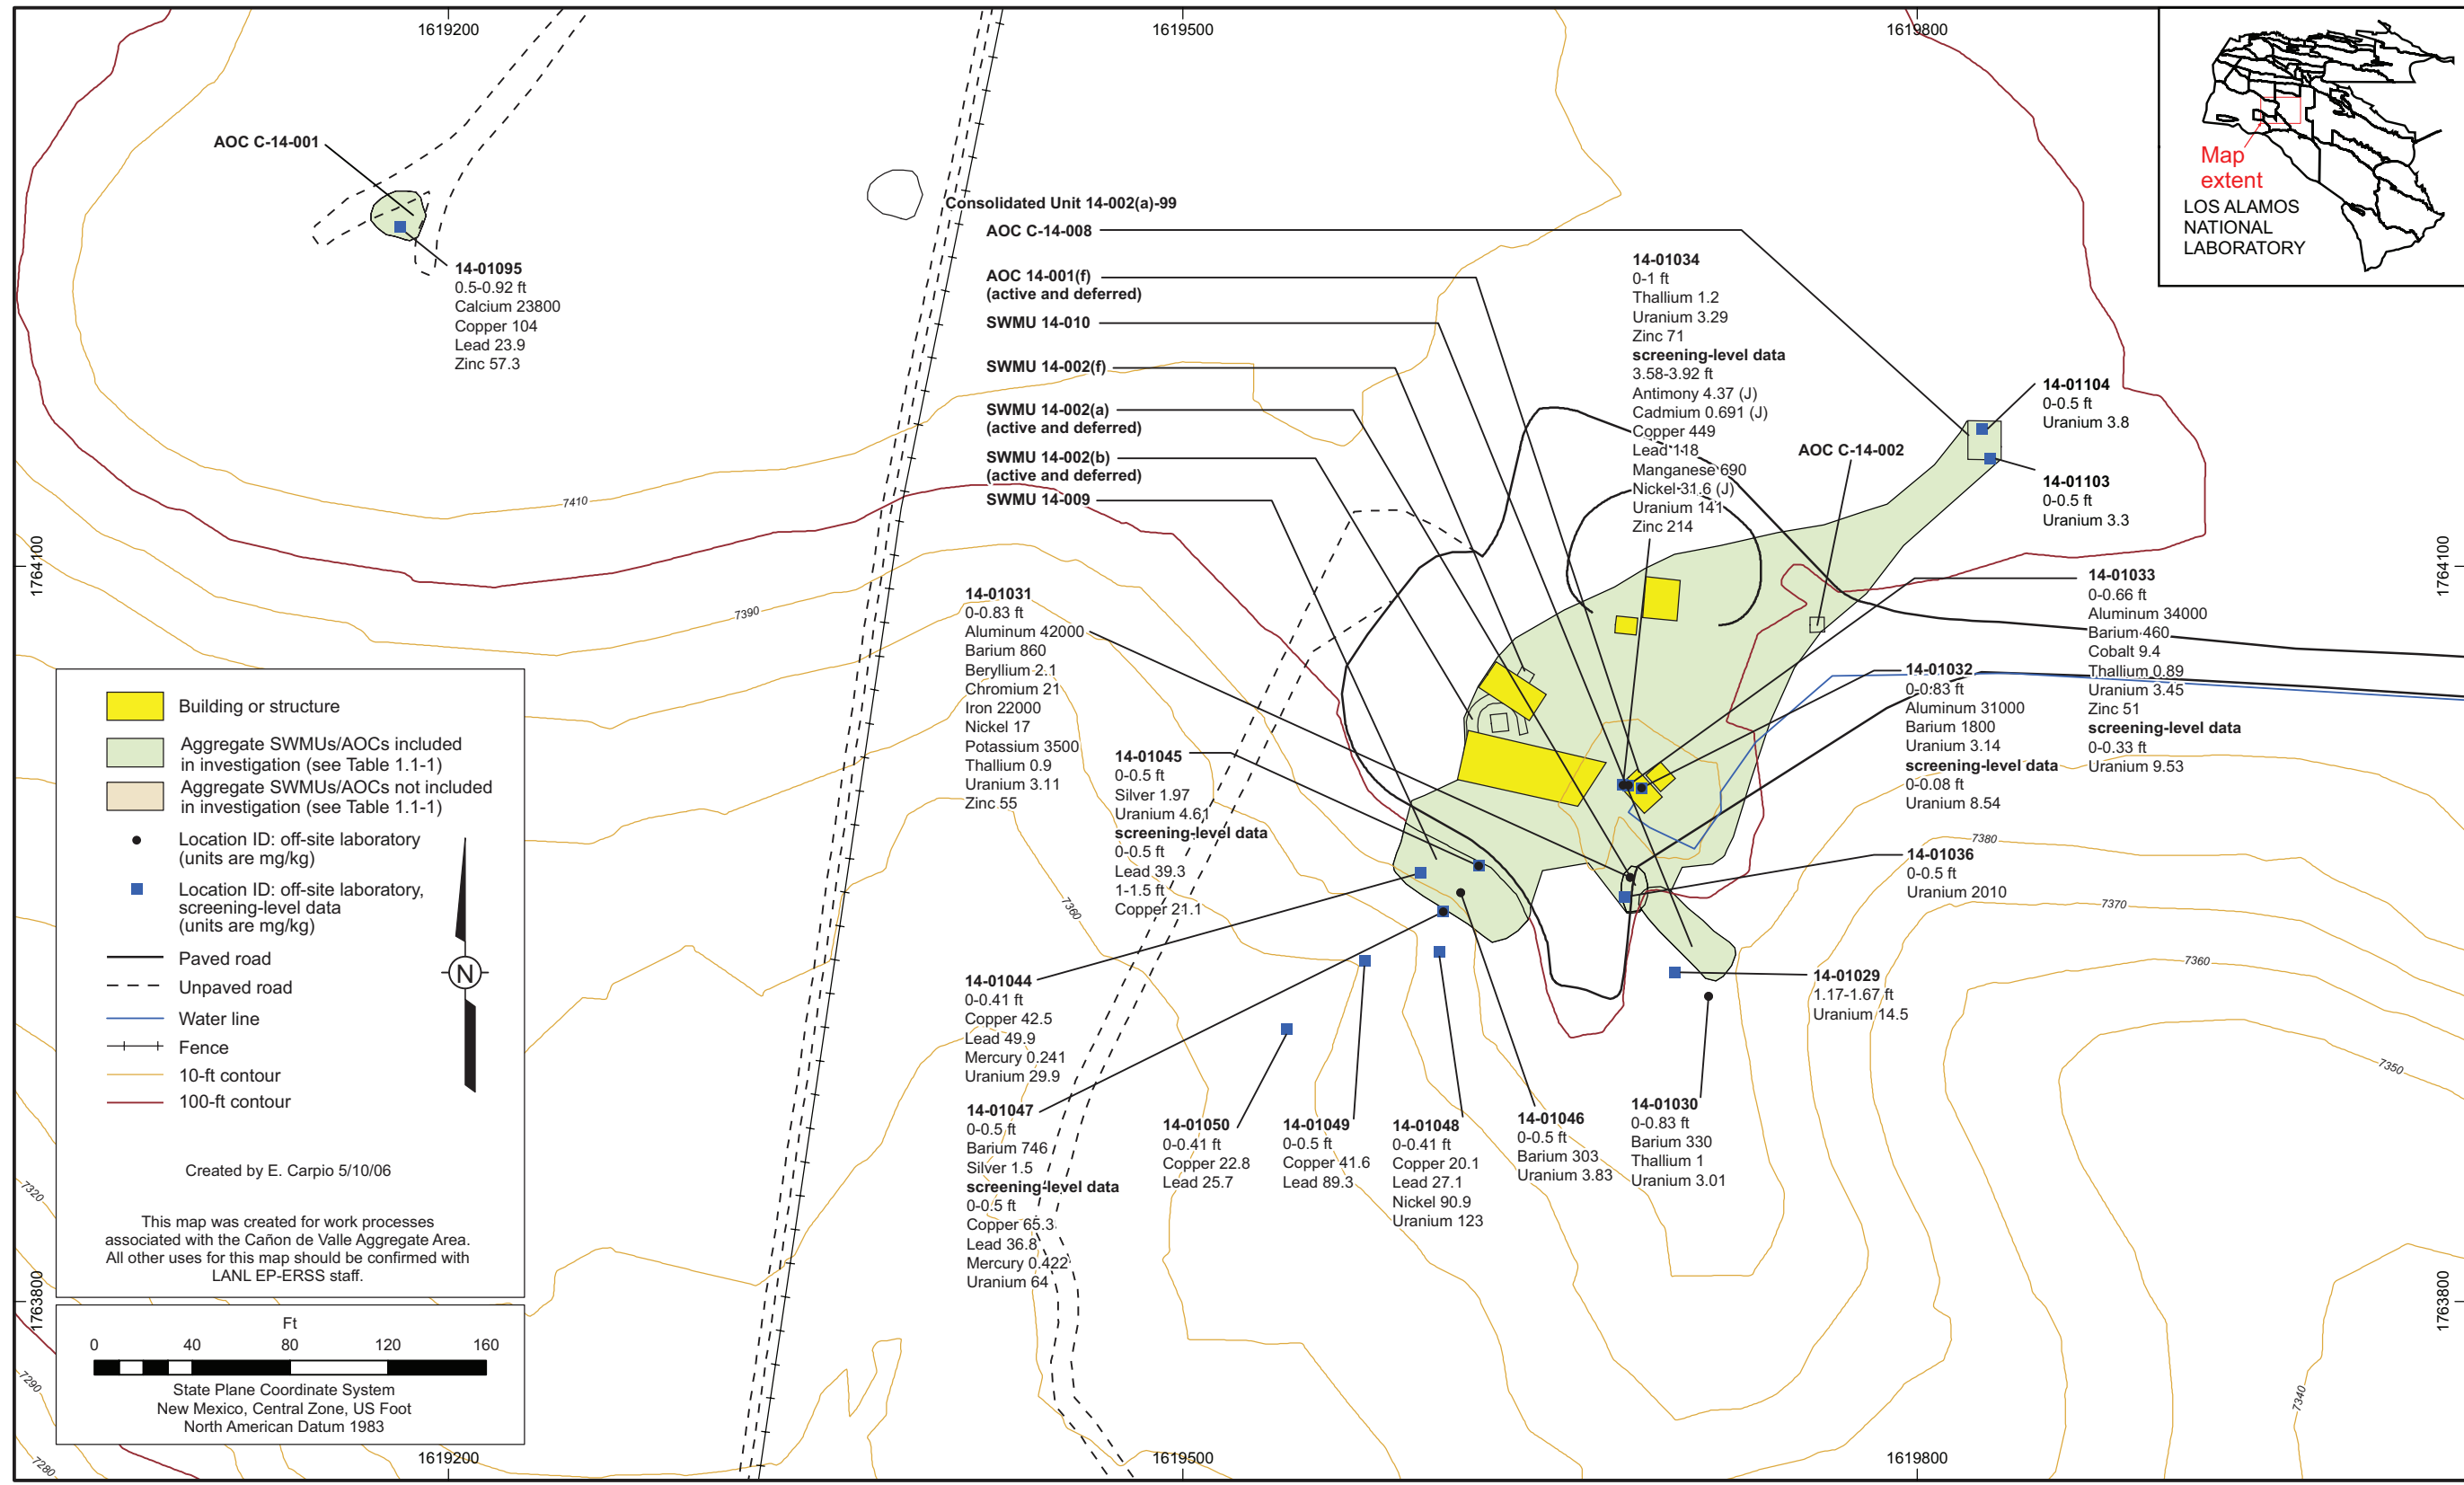 1619200
1619500
1619800
Map
extent
LOS ALAMOS
NATIONAL
LABORATORY
AOC C-14-001
14-01095
0.5-0.92 ft
Calcium 23800
Copper 104
Lead 23.9
Zinc 57.3
Consolidated Unit 14-002(a)-99
AOC C-14-008
AOC 14-001(f)
(active and deferred)
SWMU 14-010
SWMU 14-002(f)
SWMU 14-002(a)
(active and deferred)
SWMU 14-002(b)
(active and deferred)
SWMU 14-009
14-01034
0-1 ft
Thallium 1.2
Uranium 3.29
Zinc 71
screening-level data
3.58-3.92 ft
Antimony 4.37 (J)
Cadmium 0.691 (J)
Copper 449
Lead 118
Manganese 690
Nickel 31.6 (J)
Uranium 141
Zinc 214
AOC C-14-002
14-01104
0-0.5 ft
Uranium 3.8
14-01103
0-0.5 ft
Uranium 3.3
7410
7390
1764100
1764100
14-01031
0-0.83 ft
Aluminum 42000
Barium 860
Beryllium 2.1
Chromium 21
Iron 22000
Nickel 17
Potassium 3500
Thallium 0.9
Uranium 3.11
Zinc 55
14-01033
0-0.66 ft
Aluminum 34000
Barium 460
Cobalt 9.4
Thallium 0.89
Uranium 3.45
Zinc 51
screening-level data
0-0.33 ft
Uranium 9.53
14-01032
0-0.83 ft
Aluminum 31000
Barium 1800
Uranium 3.14
screening-level data
0-0.08 ft
Uranium 8.54
14-01045
0-0.5 ft
Silver 1.97
Uranium 4.61
screening-level data
0-0.5 ft
Lead 39.3
1-1.5 ft
Copper 21.1
14-01036
0-0.5 ft
Uranium 2010
7380
7370
7360
7360
7350
7340
Building or structure
Aggregate SWMUs/AOCs included
in investigation (see Table 1.1-1)
Aggregate SWMUs/AOCs not included
in investigation (see Table 1.1-1)
Location ID: off-site laboratory
(units are mg/kg)
Location ID: off-site laboratory,
screening-level data
(units are mg/kg)
Paved road
Unpaved road
Water line
Fence
10-ft contour
100-ft contour
N
Created by E. Carpio 5/10/06
This map was created for work processes
associated with the Cañon de Valle Aggregate Area.
All other uses for this map should be confirmed with
LANL EP-ERSS staff.
14-01044
0-0.41 ft
Copper 42.5
Lead 49.9
Mercury 0.241
Uranium 29.9
14-01047
0-0.5 ft
Barium 746
Silver 1.5
screening-level data
0-0.5 ft
Copper 65.3
Lead 36.8
Mercury 0.422
Uranium 64
14-01050
0-0.41 ft
Copper 22.8
Lead 25.7
14-01049
0-0.5 ft
Copper 41.6
Lead 89.3
14-01048
0-0.41 ft
Copper 20.1
Lead 27.1
Nickel 90.9
Uranium 123
14-01046
0-0.5 ft
Barium 303
Uranium 3.83
14-01030
0-0.83 ft
Barium 330
Thallium 1
Uranium 3.01
14-01029
1.17-1.67 ft
Uranium 14.5
7320
7290
7280
1763800
1763800
Ft
0 40 80 120 160
State Plane Coordinate System
New Mexico, Central Zone, US Foot
North American Datum 1983
1619200
1619500
1619800